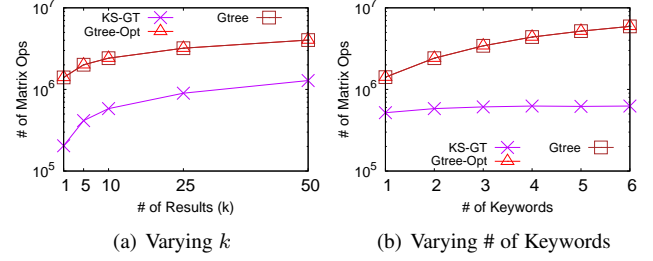 10^7
10^6
10^5
# of Matrix Ops
KS-GT
Gtree-Opt
Gtree
1 5 10 25 50
# of Results (k)
(a) Varying k
10^7
10^6
10^5
# of Matrix Ops
KS-GT
Gtree-Opt
Gtree
1 2 3 4 5 6
# of Keywords
(b) Varying # of Keywords